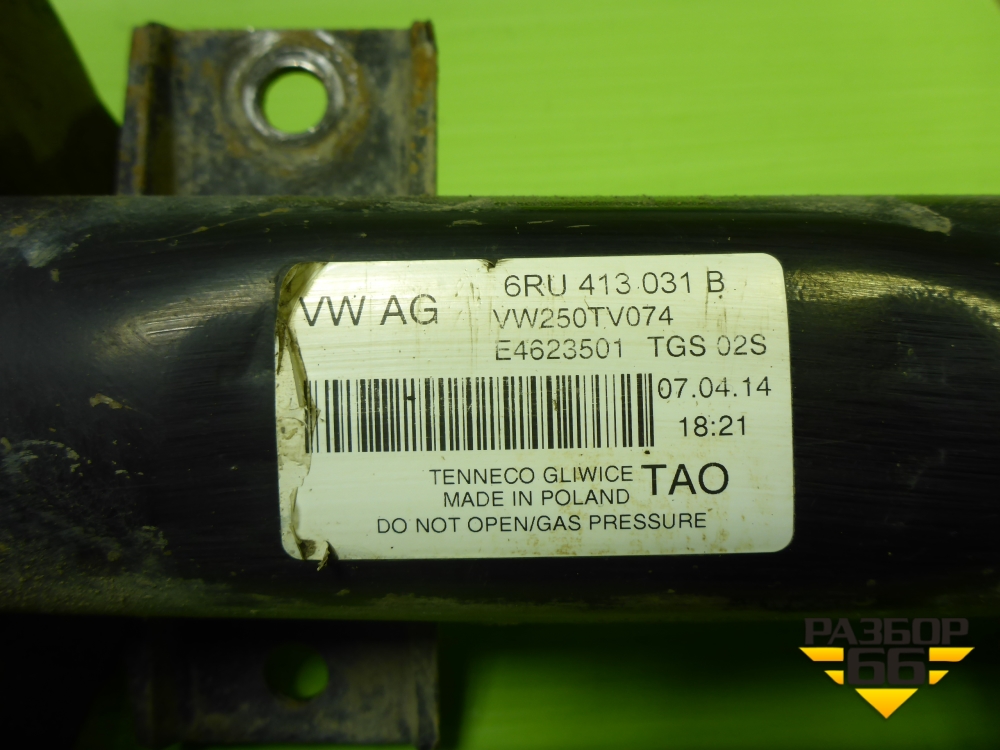 VW AG
6RU 413 031 B
VW250TV074
E4623501 TGS 02S
07.04.14
18:21
TENNECO GLIWICE
MADE IN POLAND
TAO
DO NOT OPEN/GAS PRESSURE
РАЗБОР
66